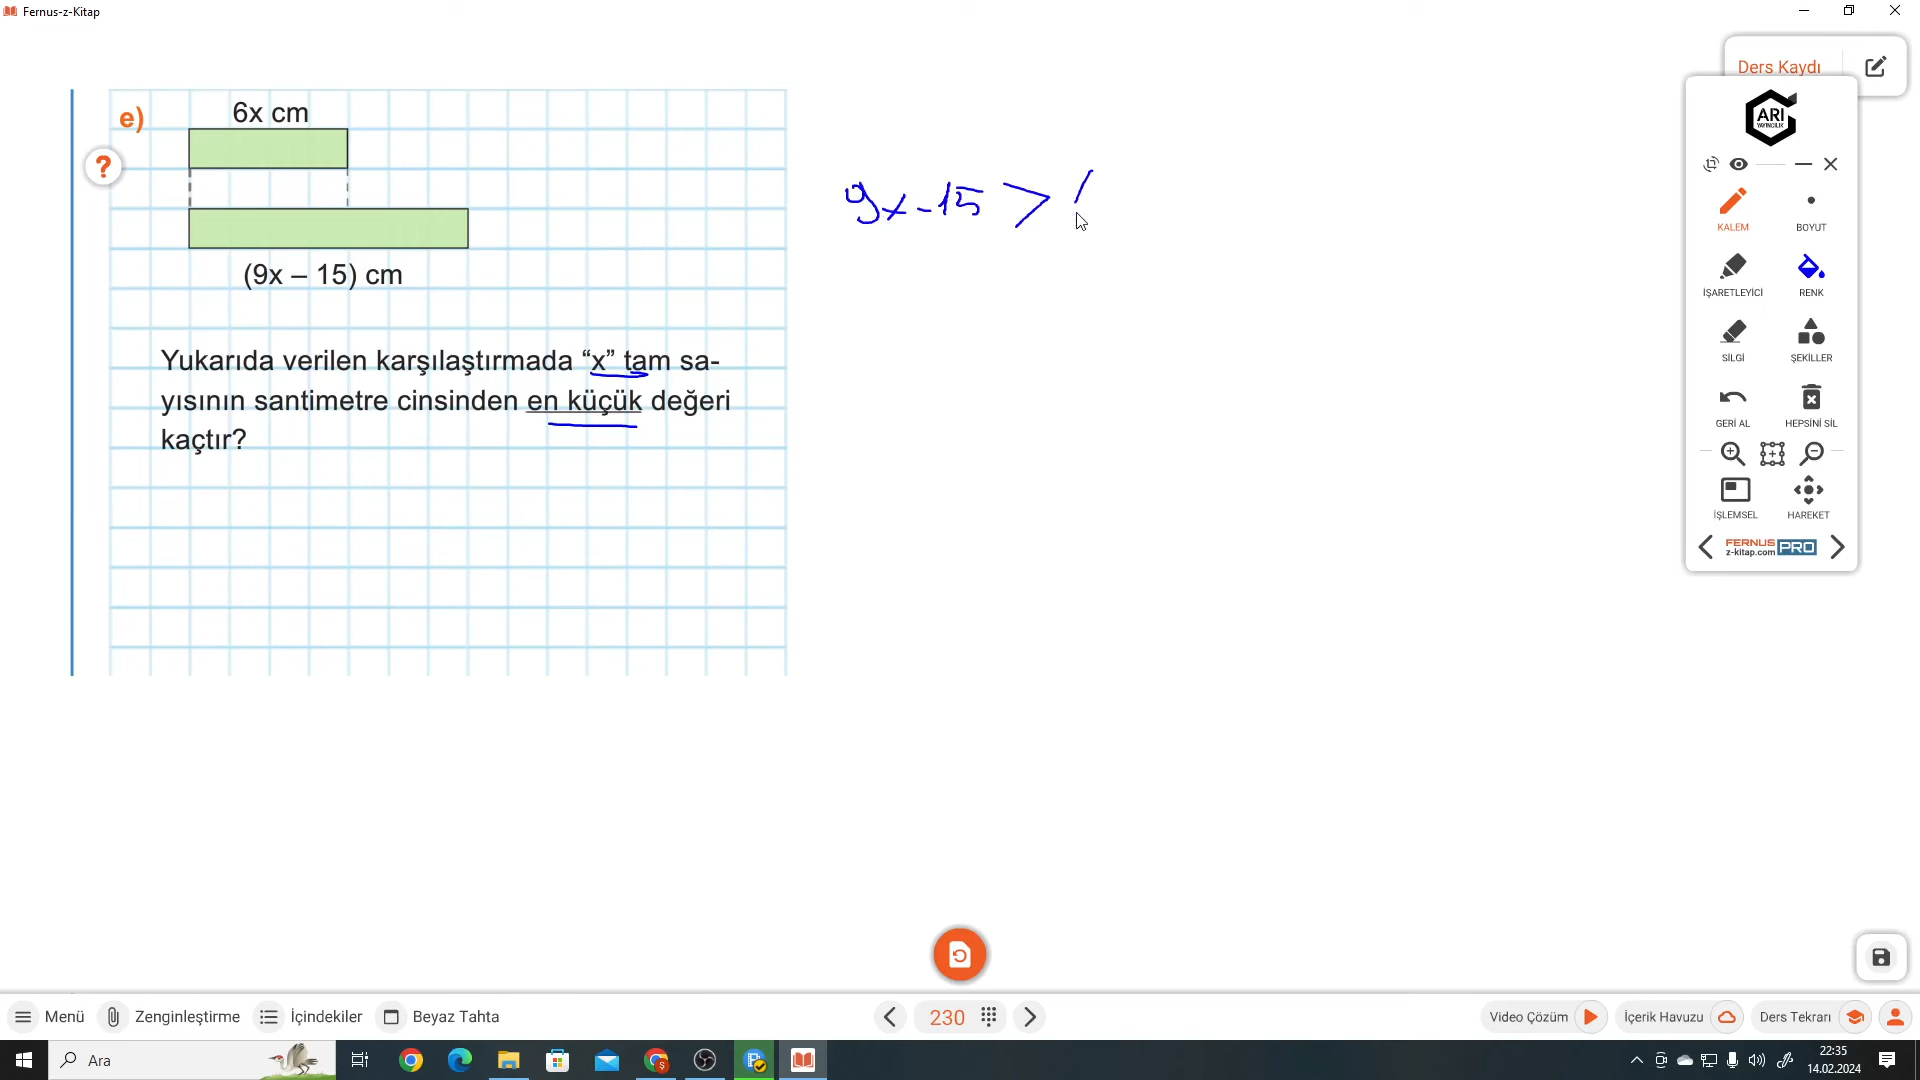 Fernus-z-Kitap
Ders Kaydı
ARI
YAYINCILIK
e)
6x cm
?
(9x – 15) cm
9x-15 >
Yukarıda verilen karşılaştırmada “x” tam sa-
yısının santimetre cinsinden en küçük değeri
kaçtır?
KALEM
BOYUT
İŞARETLEYİCİ
RENK
SİLGİ
ŞEKİLLER
GERİ AL
HEPSİNİ SİL
İŞLEMSEL
HAREKET
FERNUS
z-kitap.com PRO
Menü
Zenginleştirme
İçindekiler
Beyaz Tahta
230
Video Çözüm
İçerik Havuzu
Ders Tekrarı
Ara
22:35
14.02.2024